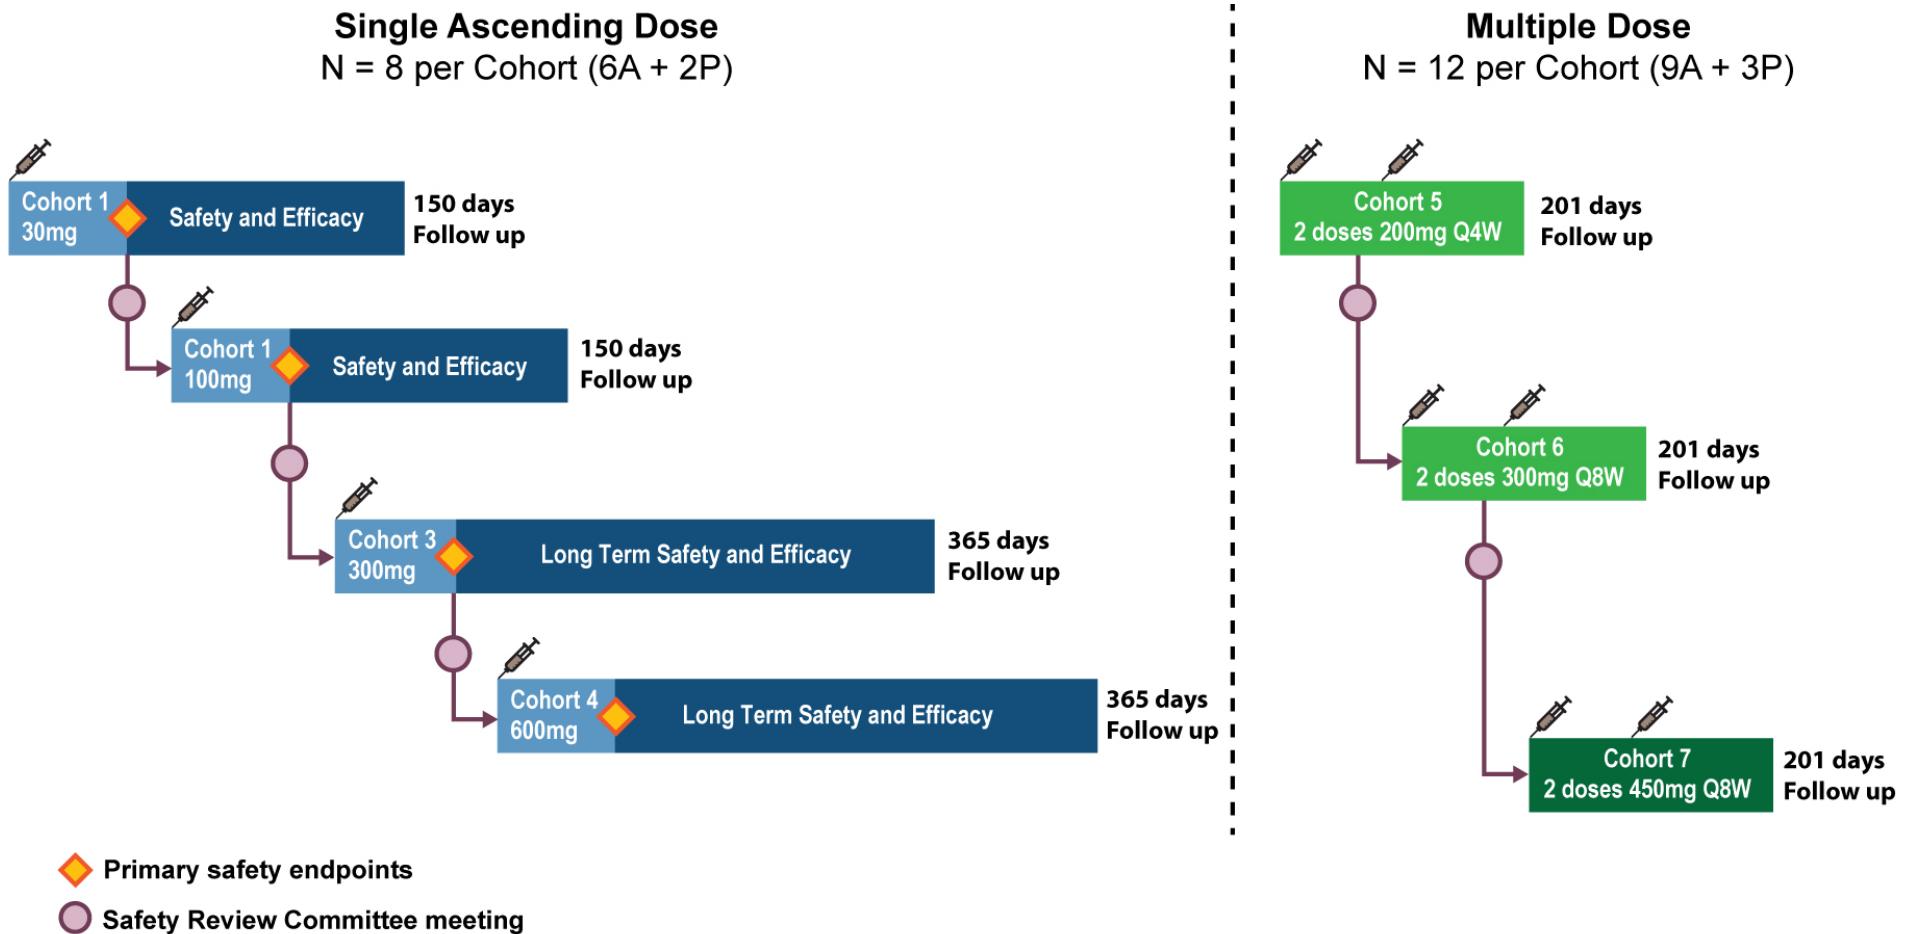 Single Ascending Dose
N = 8 per Cohort (6A + 2P)
Cohort 1
30mg
Safety and Efficacy
150 days
Follow up
Cohort 1
100mg
Safety and Efficacy
150 days
Follow up
Cohort 3
300mg
Long Term Safety and Efficacy
365 days
Follow up
Cohort 4
600mg
Long Term Safety and Efficacy
365 days
Follow up
Multiple Dose
N = 12 per Cohort (9A + 3P)
Cohort 5
2 doses 200mg Q4W
201 days
Follow up
Cohort 6
2 doses 300mg Q8W
201 days
Follow up
Cohort 7
2 doses 450mg Q8W
201 days
Follow up
Primary safety endpoints
Safety Review Committee meeting